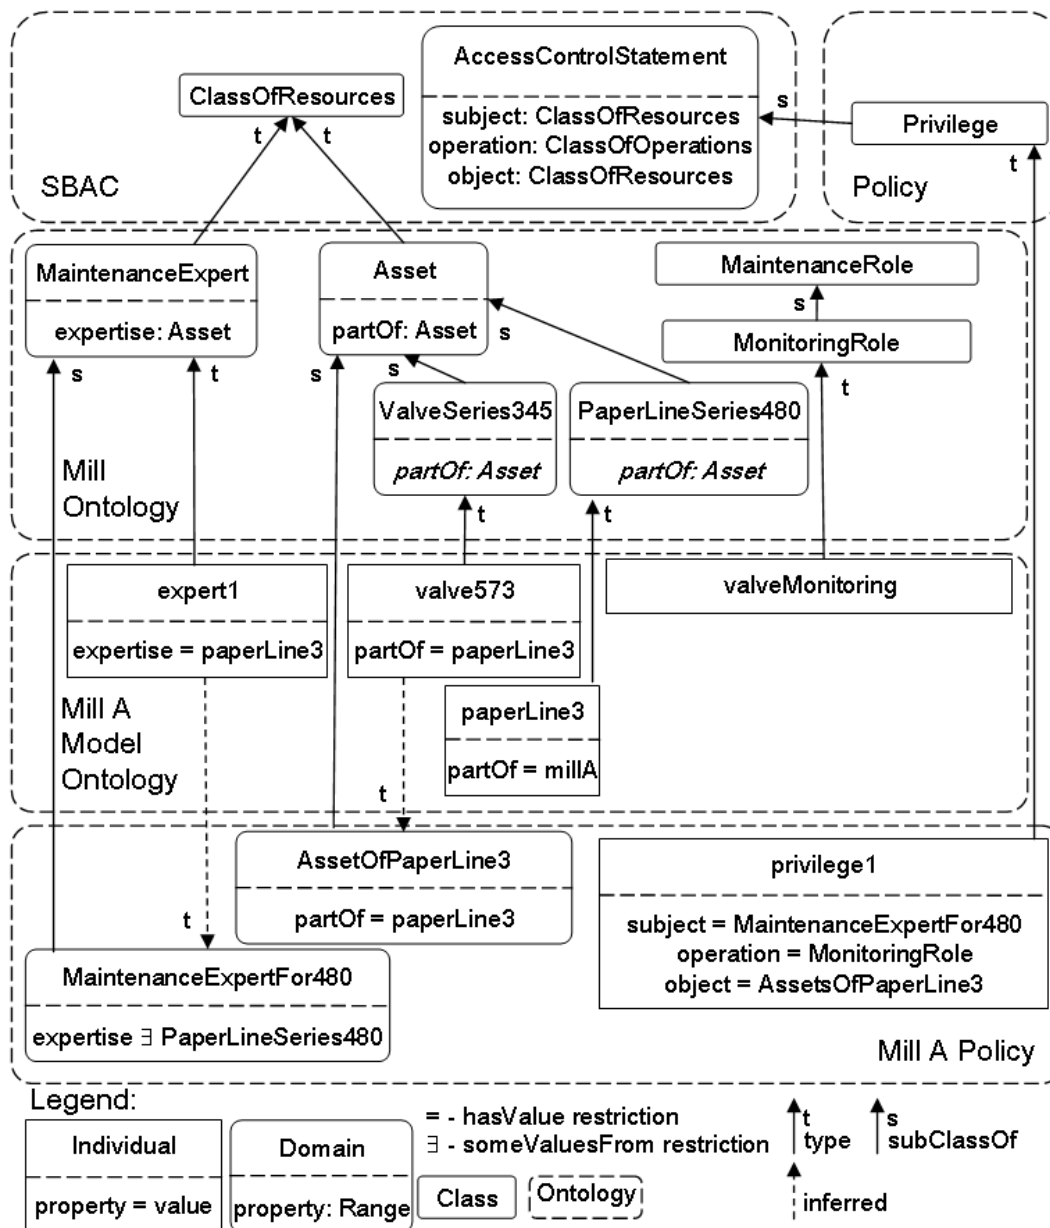 AccessControlStatement
subject: ClassOfResources
operation: ClassOfOperations
object: ClassOfResources
ClassOfResources
t
t
s
Privilege
t
SBAC
Policy
MaintenanceExpert
expertise: Asset
Asset
partOf: Asset
MaintenanceRole
s
MonitoringRole
s
t
s
s
s
t
ValveSeries345
partOf: Asset
PaperLineSeries480
partOf: Asset
Mill
Ontology
t
t
expert1
expertise = paperLine3
valve573
partOf = paperLine3
valveMonitoring
paperLine3
partOf = millA
Mill A
Model
Ontology
t
AssetOfPaperLine3
partOf = paperLine3
privilege1
subject = MaintenanceExpertFor480
operation = MonitoringRole
object = AssetsOfPaperLine3
t
MaintenanceExpertFor480
expertise ∃ PaperLineSeries480
Mill A Policy
Legend:
Individual
property = value
Domain
property: Range
= - hasValue restriction
∃ - someValuesFrom restriction
Class
Ontology
t
type
s
subClassOf
inferred